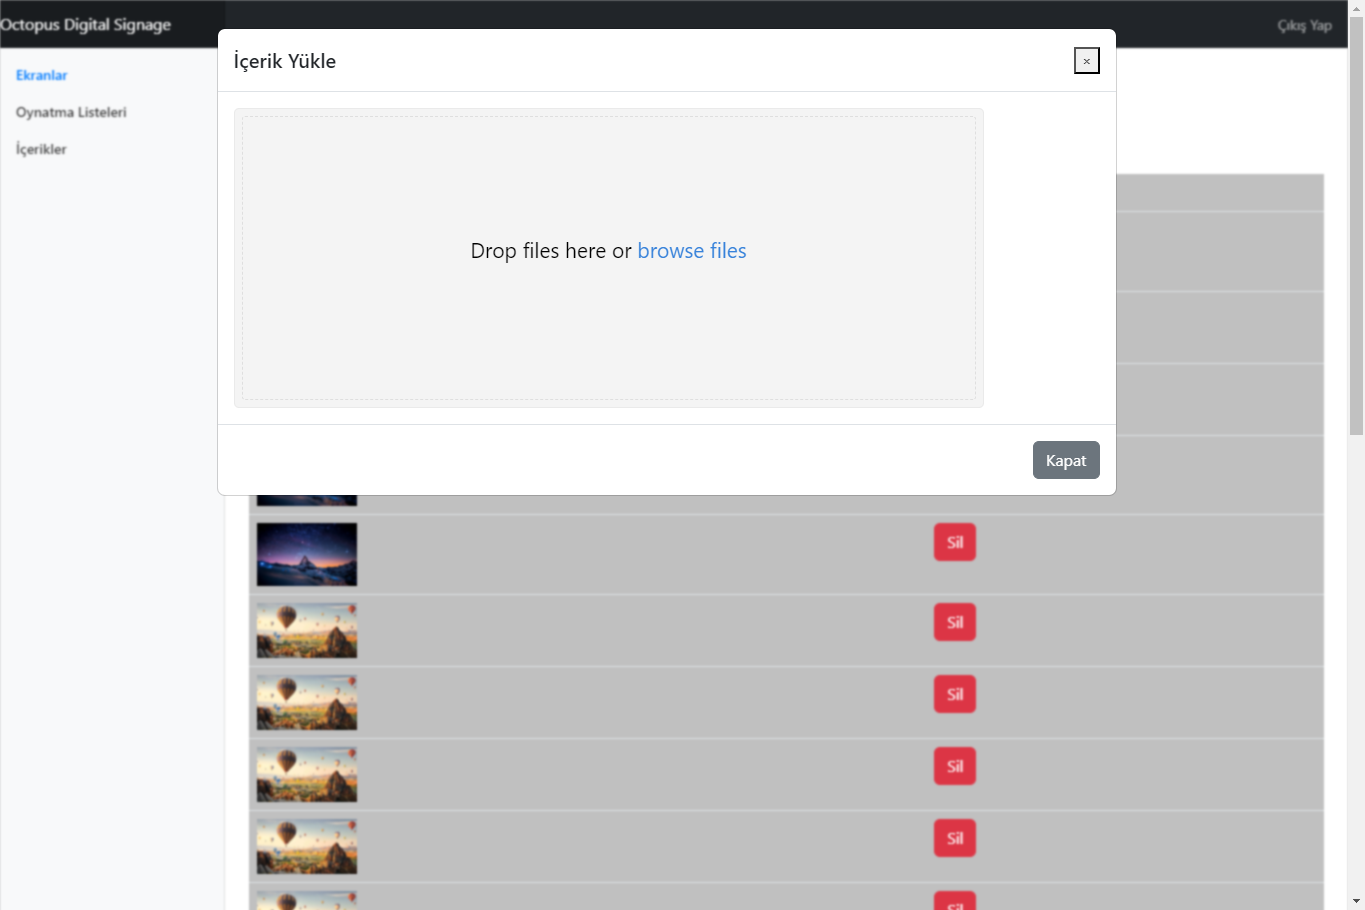 Octopus Digital Signage
Çıkış Yap
Ekranlar
Oynatma Listeleri
İçerikler
İçerik Yükle
×
Drop files here or browse files
Kapat
Sil
Sil
Sil
Sil
Sil
Sil